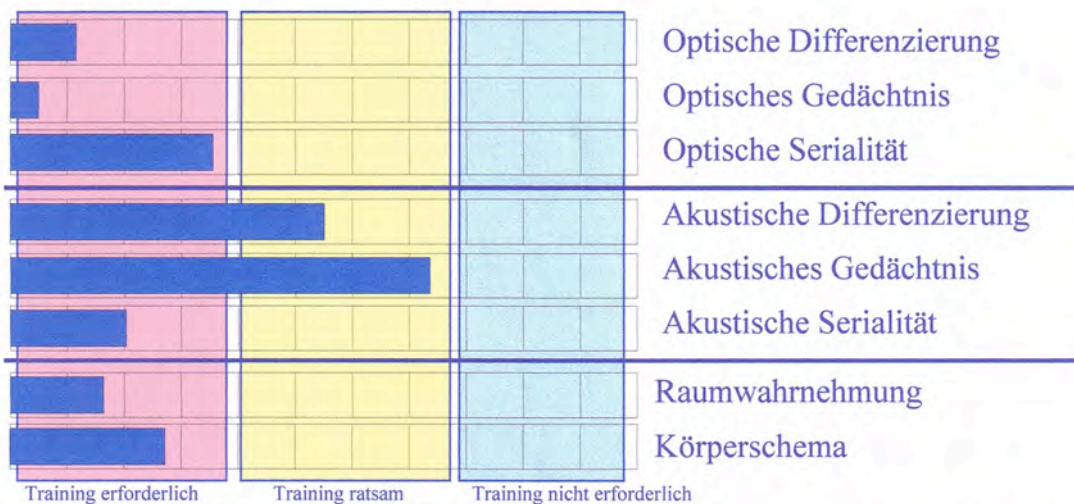 Optische Differenzierung
Optisches Gedächtnis
Optische Serialität
Akustische Differenzierung
Akustisches Gedächtnis
Akustische Serialität
Raumwahrnehmung
Körperschema
Training erforderlich
Training ratsam
Training nicht erforderlich